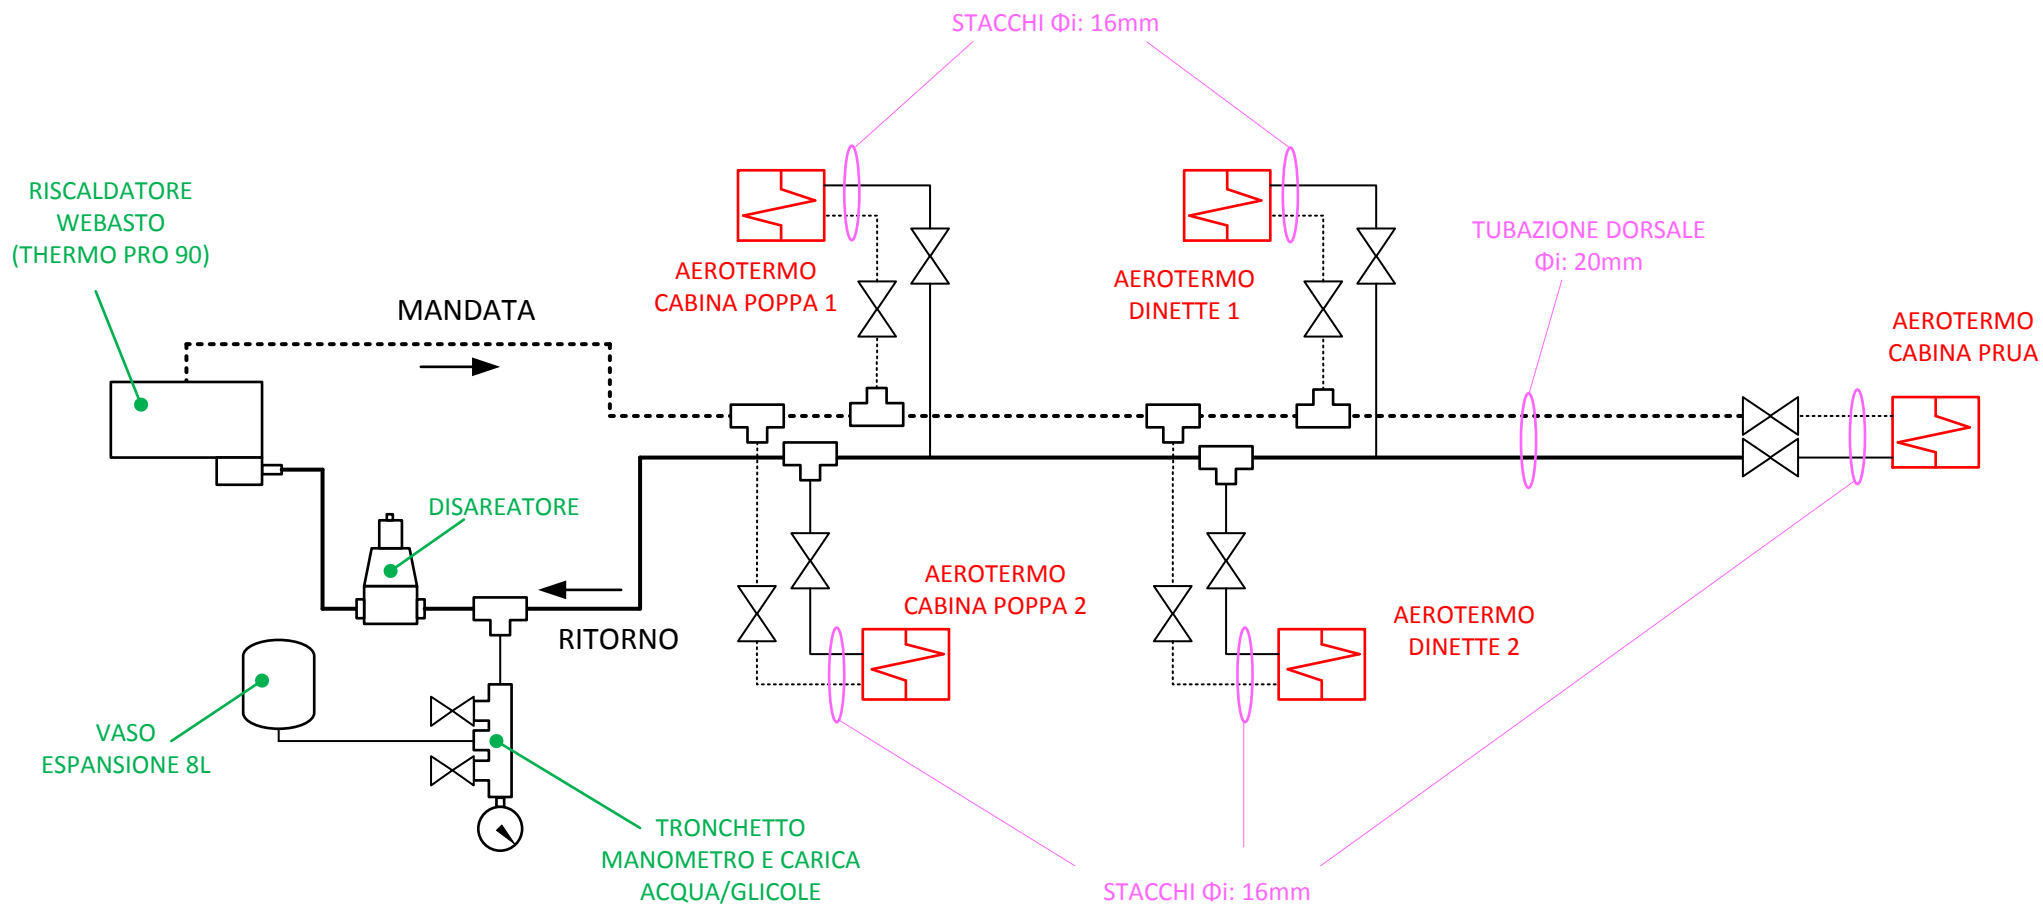 STACCHI Φi: 16mm
RISCALDATORE
WEBASTO
(THERMO PRO 90)
TUBAZIONE DORSALE
Φi: 20mm
AEROTERMO
CABINA POPPA 1
AEROTERMO
DINETTE 1
MANDATA
AEROTERMO
CABINA PRUA
DISAREATORE
AEROTERMO
CABINA POPPA 2
AEROTERMO
DINETTE 2
RITORNO
VASO
ESPANSIONE 8L
TRONCHETTO
MANOMETRO E CARICA
ACQUA/GLICOLE
STACCHI Φi: 16mm